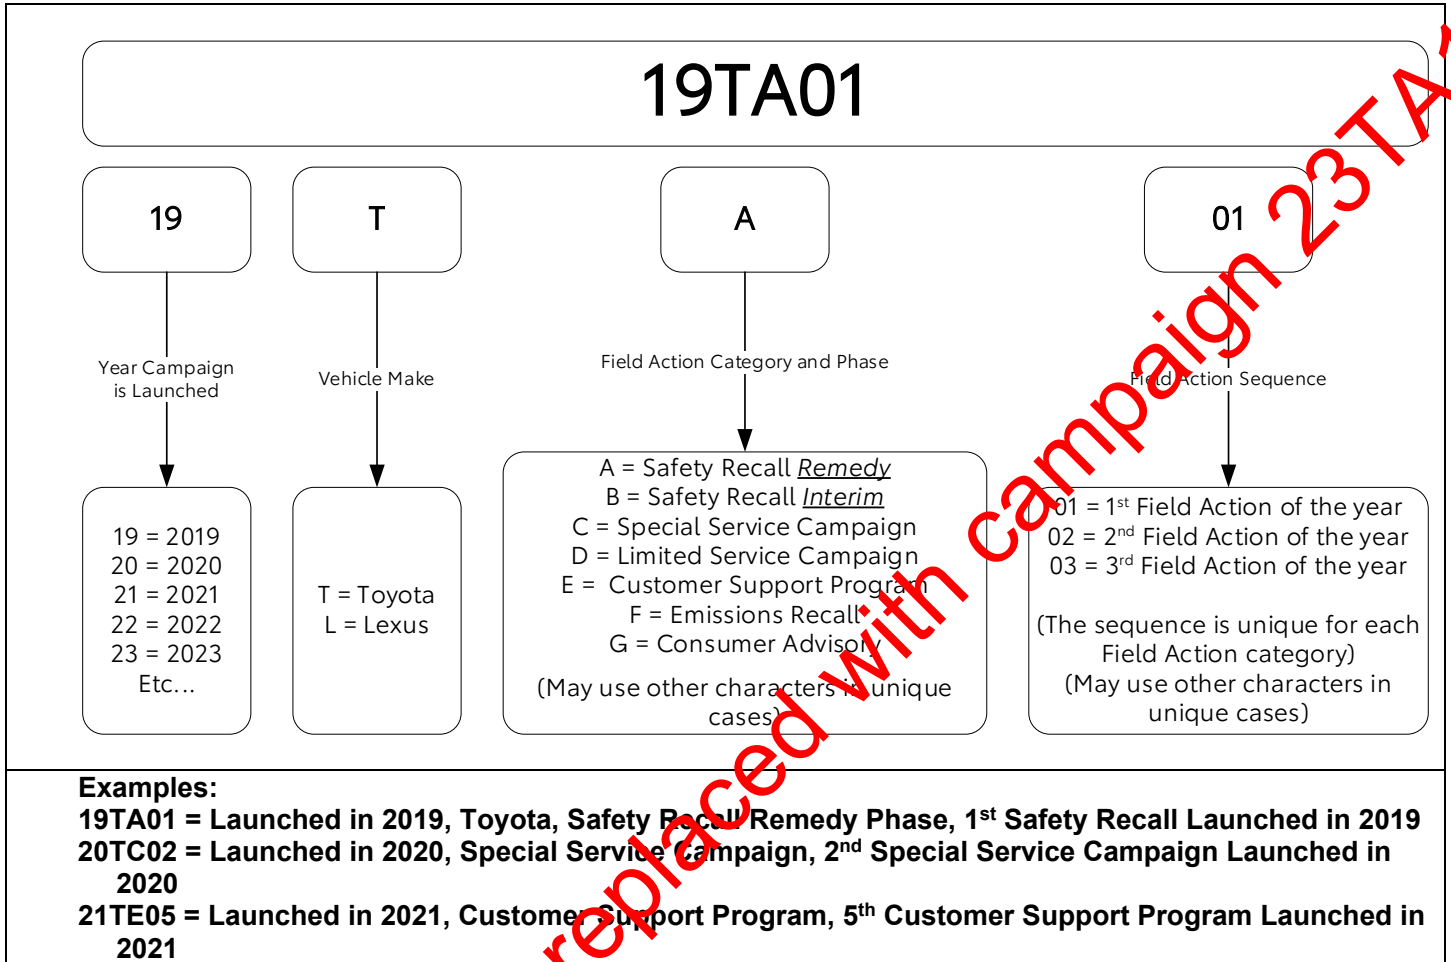 19TA01
19
T
A
01
Year Campaign
is Launched
Vehicle Make
Field Action Category and Phase
Field Action Sequence
19 = 2019
20 = 2020
21 = 2021
22 = 2022
23 = 2023
Etc...
T = Toyota
L = Lexus
A = Safety Recall Remedy
B = Safety Recall Interim
C = Special Service Campaign
D = Limited Service Campaign
E = Customer Support Program
F = Emissions Recall
G = Consumer Advisory
(May use other characters in unique
cases)
01 = 1st Field Action of the year
02 = 2nd Field Action of the year
03 = 3rd Field Action of the year
(The sequence is unique for each
Field Action category)
(May use other characters in
unique cases)
Examples:
19TA01 = Launched in 2019, Toyota, Safety Recall Remedy Phase, 1st Safety Recall Launched in 2019
20TC02 = Launched in 2020, Special Service Campaign, 2nd Special Service Campaign Launched in
2020
21TE05 = Launched in 2021, Customer Support Program, 5th Customer Support Program Launched in
2021
replaced with campaign 23TA